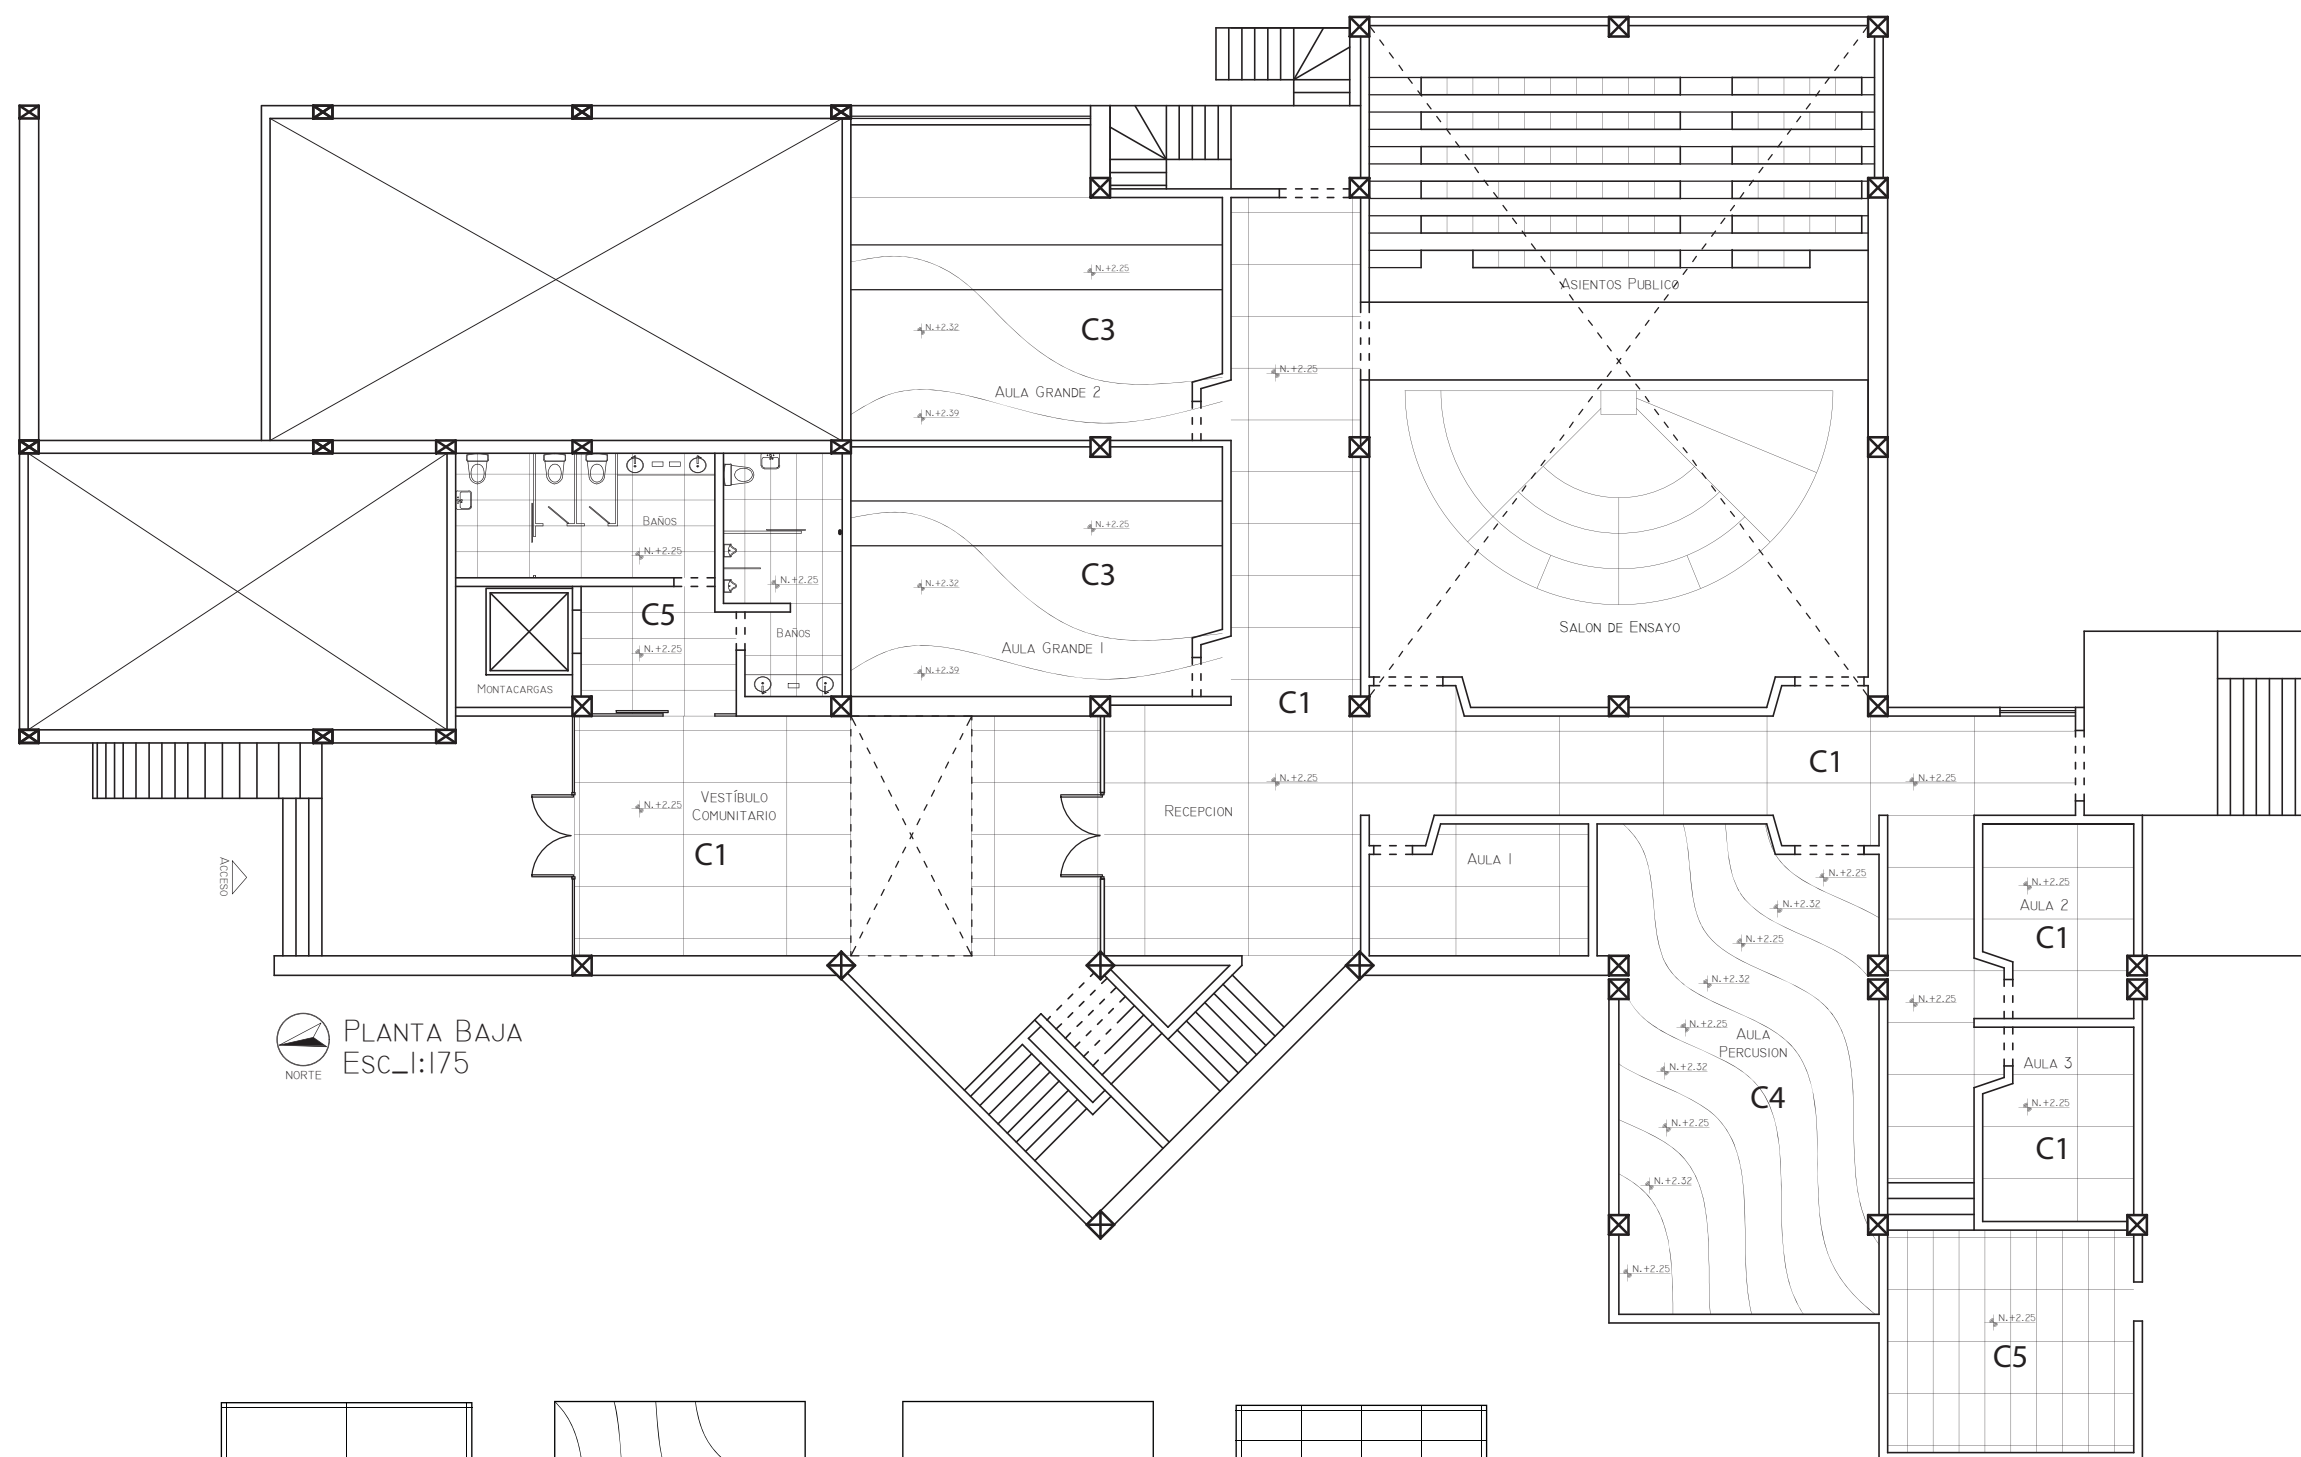 N.+2.25
ASIENTOS PUBLICO
N.+2.32
C3
N.+2.25
AULA GRANDE 2
N.+2.39
BAÑOS
N.+2.25
N.+2.25
N.+2.25
C3
N.+2.32
C5
BAÑOS
SALON DE ENSAYO
N.+2.25
AULA GRANDE 1
N.+2.39
MONTACARGAS
C1
C1
N.+2.25
N.+2.25
VESTÍBULO
COMUNITARIO
N.+2.25
RECEPCION
C1
AULA 1
ACCESO
N.+2.25
N.+2.25
AULA 2
N.+2.32
C1
N.+2.25
N.+2.32
N.+2.25
N.+2.25
AULA
PERCUSION
PLANTA BAJA
ESC_1:175
NORTE
AULA 3
N.+2.32
C4
N.+2.25
N.+2.25
C1
N.+2.32
N.+2.25
N.+2.25
C5